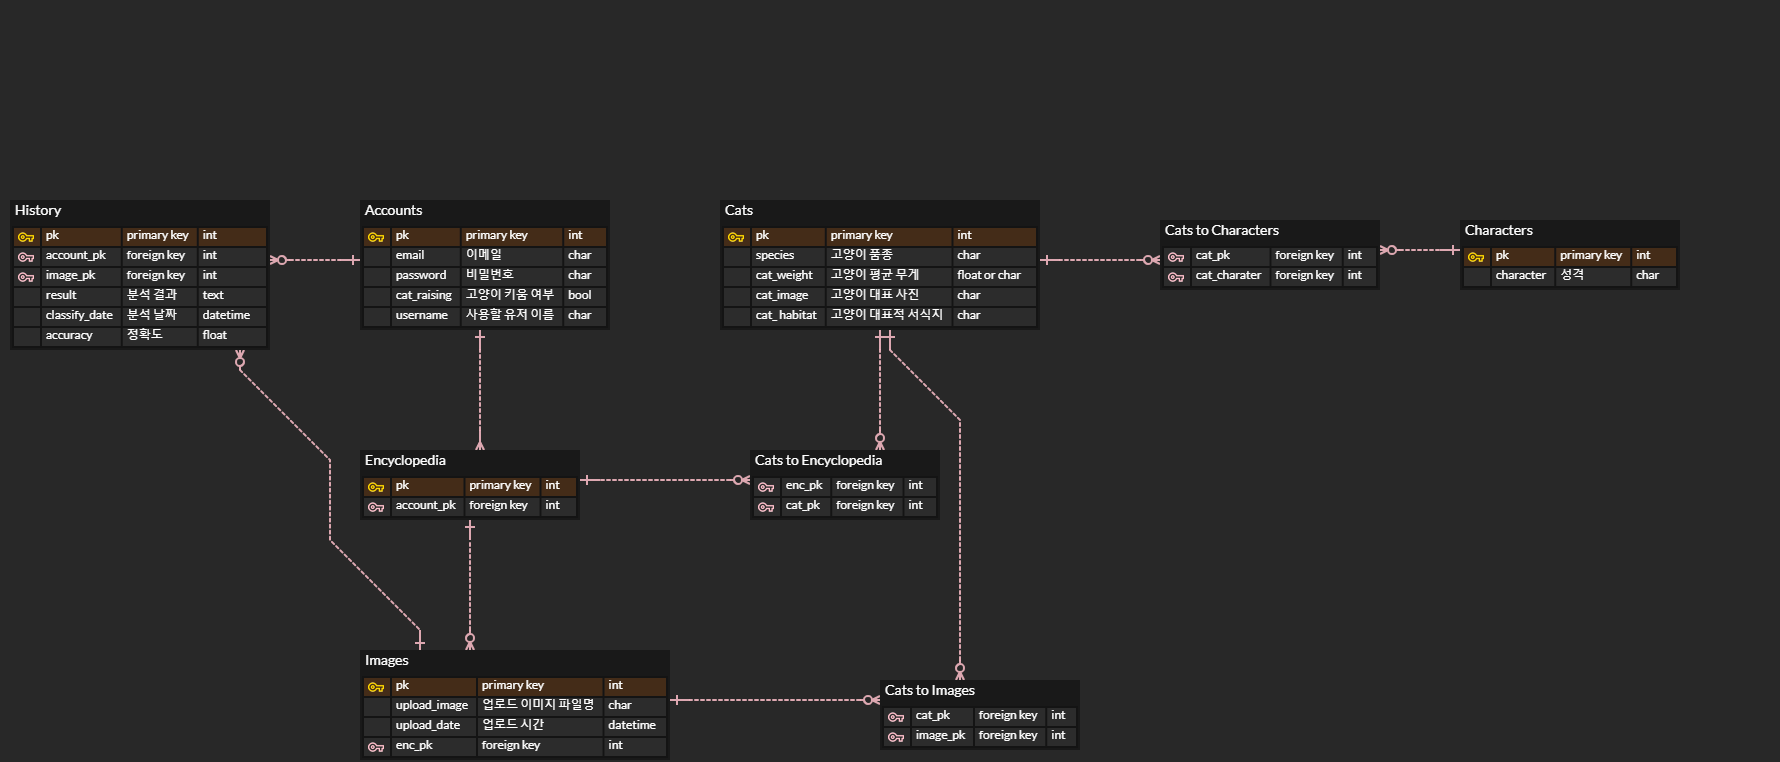 History
pk primary key int
account_pk foreign key int
image_pk foreign key int
result 분석 결과 text
classify_date 분석 날짜 datetime
accuracy 정확도 float
Accounts
pk primary key int
email 이메일 char
password 비밀번호 char
cat_raising 고양이 키움 여부 bool
username 사용할 유저 이름 char
Cats
pk primary key int
species 고양이 품종 char
cat_weight 고양이 평균 무게 float or char
cat_image 고양이 대표 사진 char
cat_habitat 고양이 대표적 서식지 char
Cats to Characters
cat_pk foreign key int
cat_charater foreign key int
Characters
pk primary key int
character 성격 char
Encyclopedia
pk primary key int
account_pk foreign key int
Cats to Encyclopedia
enc_pk foreign key int
cat_pk foreign key int
Images
pk primary key int
upload_image 업로드 이미지 파일명 char
upload_date 업로드 시간 datetime
enc_pk foreign key int
Cats to Images
cat_pk foreign key int
image_pk foreign key int